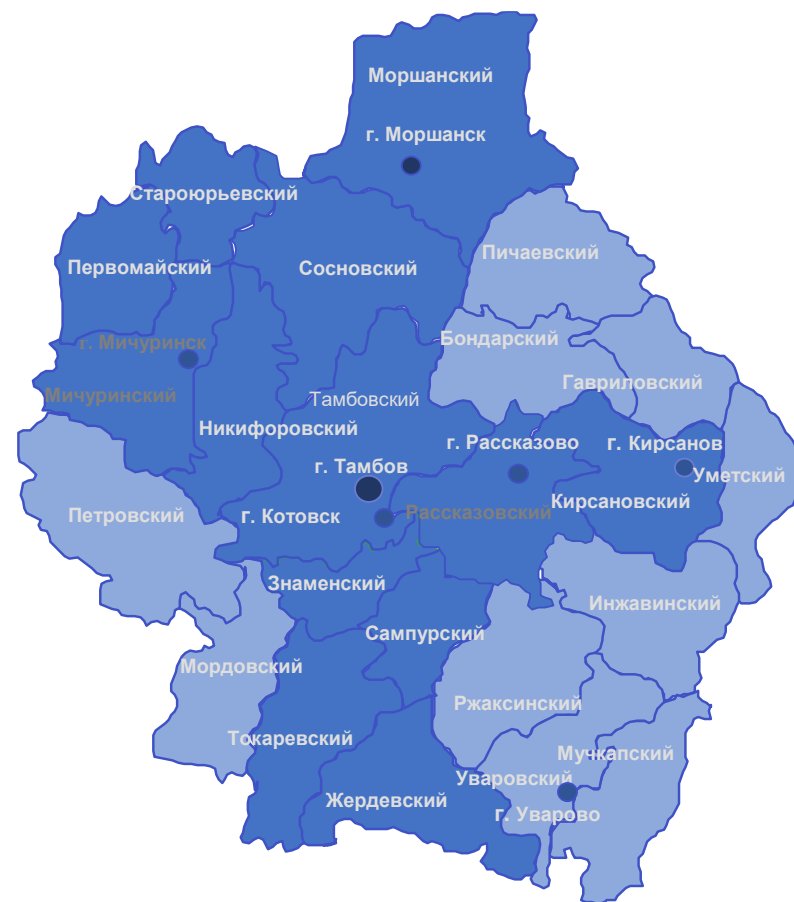 Моршанский
г. Моршанск
Староюрьевский
Пичаевский
Первомайский
Сосновский
Бондарский
г. Мичуринск
Гавриловский
Мичуринский
Тамбовский
Никифоровский
г. Рассказово
г. Кирсанов
г. Тамбов
Уметский
Кирсановский
Петровский
г. Котовск
Рассказовский
Знаменский
Инжавинский
Сампурский
Мордовский
Ржаксинский
Токаревский
Мучкапский
Уваровский
Жердевский
г. Уварово